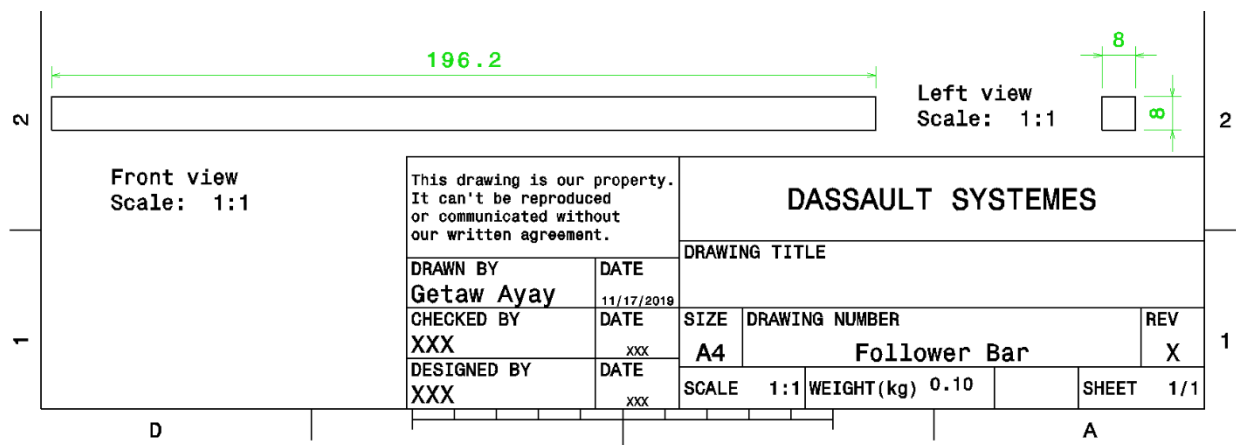 196.2
8
8
Left view
Scale: 1:1
2
2
Front view
Scale: 1:1
This drawing is our property.
It can't be reproduced
or communicated without
our written agreement.
DASSAULT SYSTEMES
DRAWING TITLE
DRAWN BY
Getaw Ayay
DATE
11/17/2019
CHECKED BY
XXX
DATE
XXX
DESIGNED BY
XXX
DATE
XXX
SIZE
A4
DRAWING NUMBER
Follower Bar
REV
X
SCALE 1:1
WEIGHT(kg) 0.10
SHEET 1/1
1
1
D
A